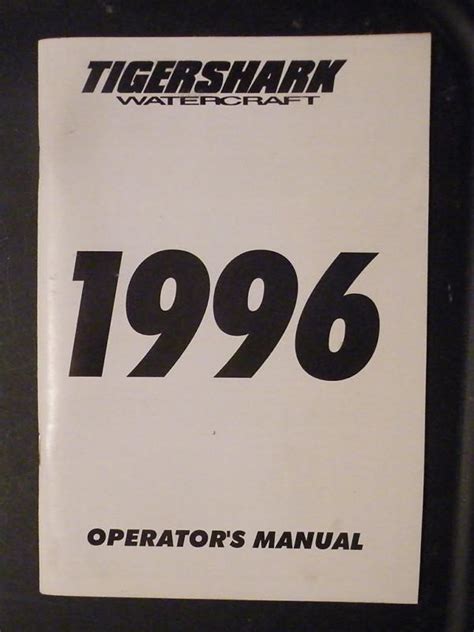 TIGERSHARK
WATERCRAFT
1996
OPERATOR'S MANUAL